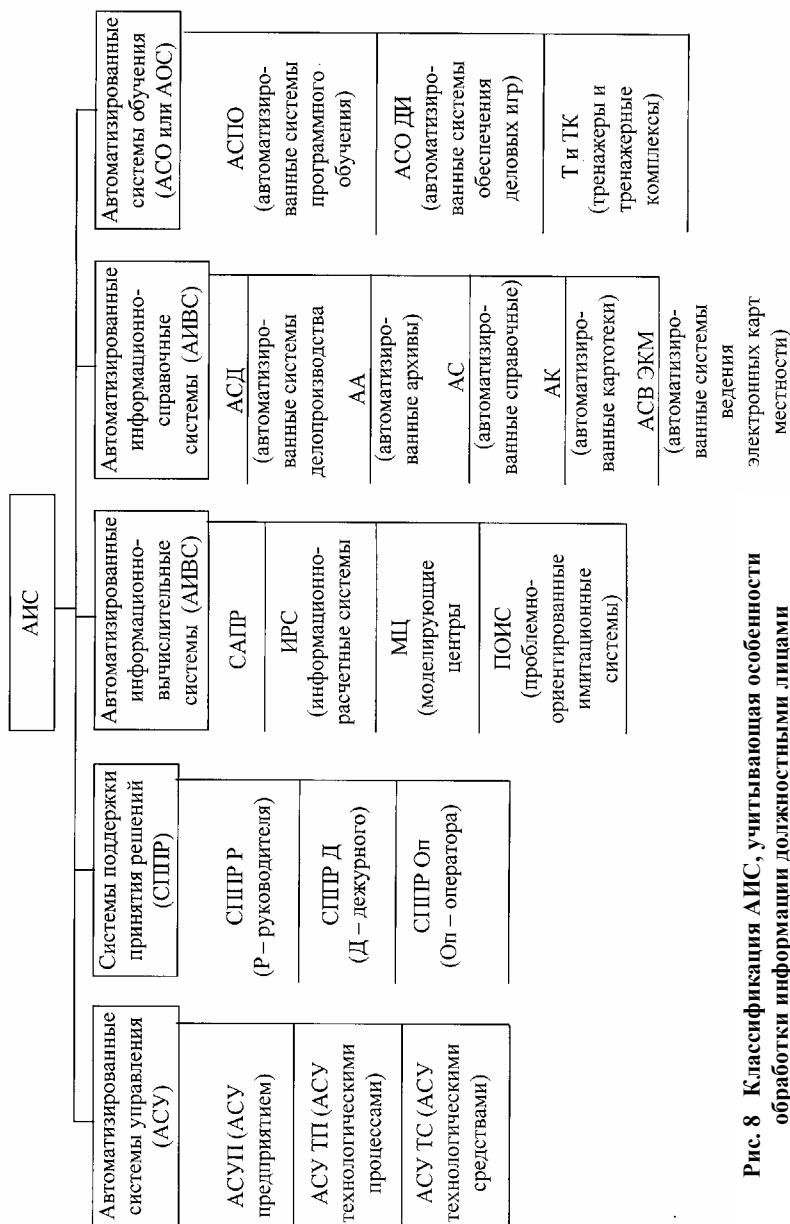 АИС
Автоматизированные
системы управления
(АСУ)
АСУП (АСУ
предприятием)
АСУ ТП (АСУ
технологическими
процессами)
АСУ ТС (АСУ
технологическими
средствами)
Системы поддержки
принятия решений
(СППР)
СППР Р
(Р – руководителя)
СППР Д
(Д – дежурного)
СППР Оп
(Оп – оператора)
Автоматизированные
информационно-
вычислительные
системы (АИВС)
САПР
ИРС
(информационно-
расчетные системы
МЦ
(моделирующие
центры
ПОИС
(проблемно-
ориентированные
имитационные
системы)
Автоматизированные
информационно-
справочные
системы (АИВС)
АСД
(автоматизиро-
ванные системы
делопроизводства
АА
(автоматизиро-
ванные архивы)
АС
(автоматизиро-
ванные справочные)
АК
(автоматизиро-
ванные картотеки)
АСВ ЭКМ
(автоматизиро-
ванные системы
ведения
электронных карт
местности)
Автоматизированные
системы обучения
(АСО или АОС)
АСПО
(автоматизиро-
ванные системы
программного
обучения)
АСО ДИ
(автоматизиро-
ванные системы
обеспечения
деловых игр)
Т и ТК
(тренажеры и
тренажерные
комплексы)
Рис. 8 Классификация АИС, учитывающая особенности
обработки информации должностными лицами